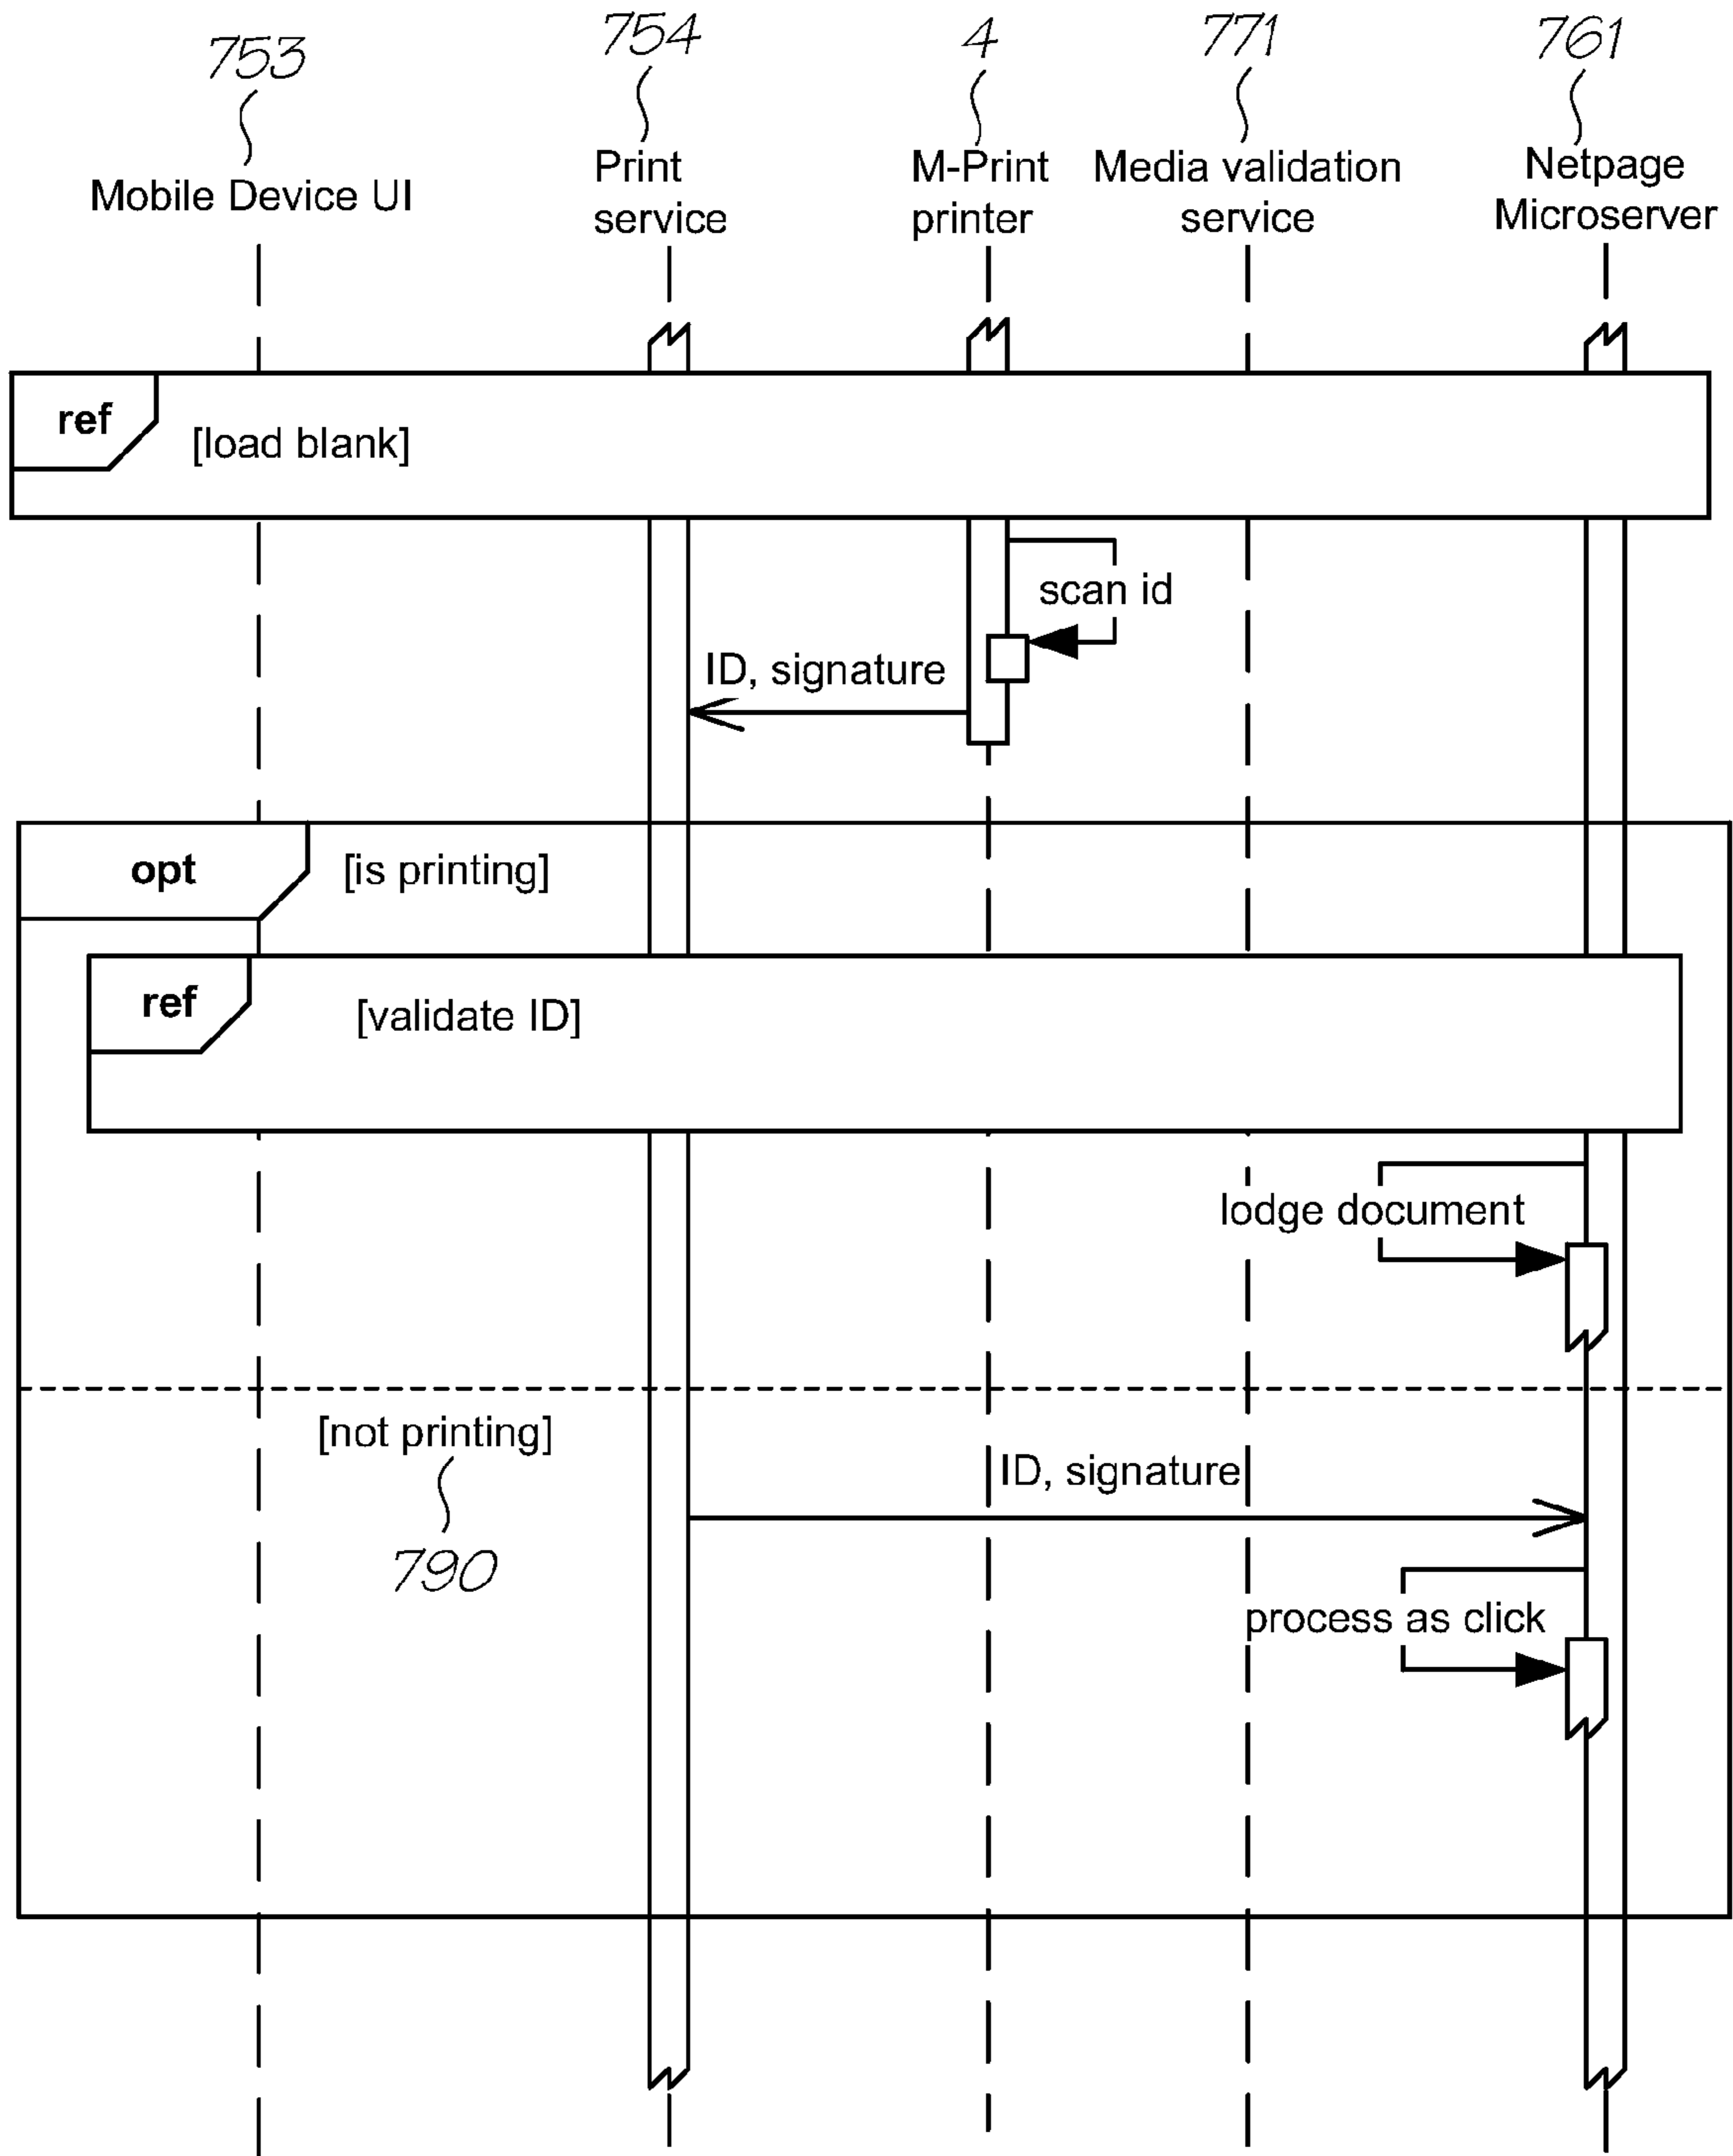 753
754
4
771
761
Mobile Device UI
Print
service
M-Print
printer
Media validation
service
Netpage
Microserver
ref
[load blank]
scan id
ID, signature
opt
[is printing]
ref
[validate ID]
lodge document
[not printing]
790
ID, signature
process as click